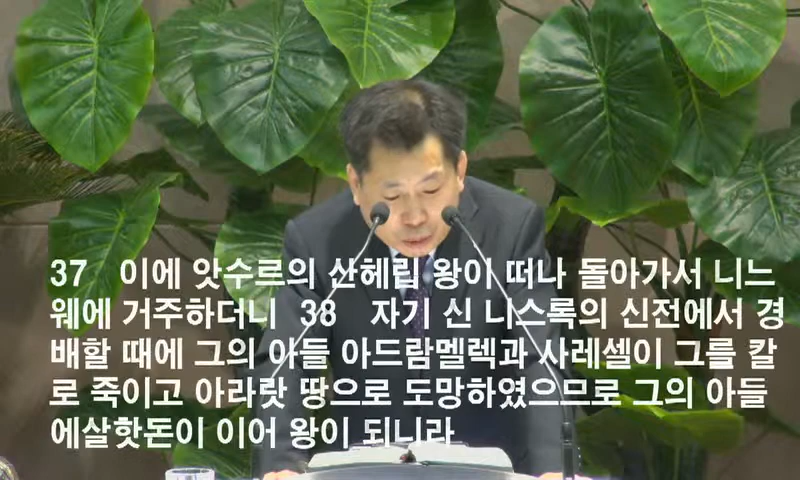 37 이에 앗수르의 산헤립 왕이 떠나 돌아가서 니느
웨에 거주하더니 38 자기 신 니스록의 신전에서 경
배할 때에 그의 아들 아드람멜렉과 사레셀이 그를 칼
로 죽이고 아라랏 땅으로 도망하였으므로 그의 아들
에살핫돈이 이어 왕이 되니라